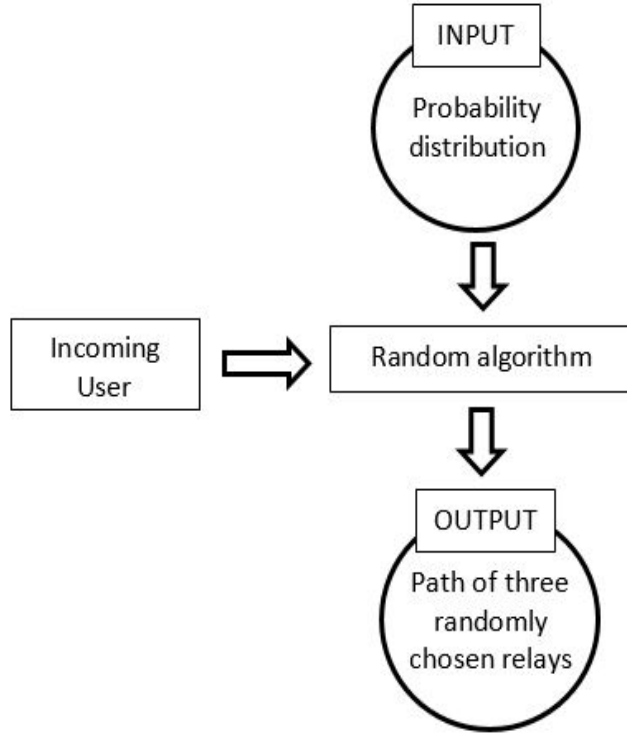 INPUT
Probability
distribution
Incoming
User
Random algorithm
OUTPUT
Path of three
randomly
chosen relays